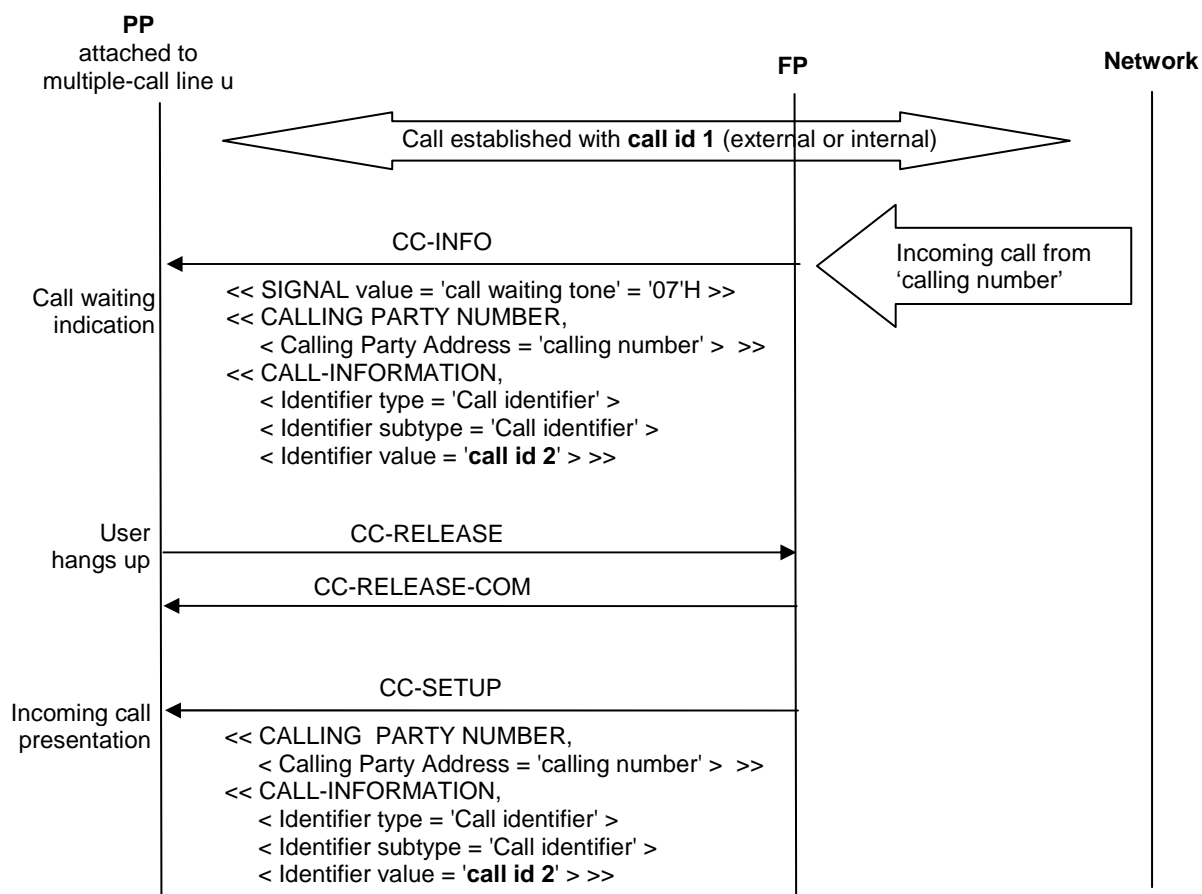 PP
attached to
multiple-call line u
FP
Network
Call established with call id 1 (external or internal)
CC-INFO
Incoming call from
‘calling number’
Call waiting
indication
<< SIGNAL value = 'call waiting tone' = '07'H >>
<< CALLING PARTY NUMBER,
< Calling Party Address = 'calling number' > >>
<< CALL-INFORMATION,
< Identifier type = 'Call identifier' >
< Identifier subtype = 'Call identifier' >
< Identifier value = 'call id 2' > >>
User
hangs up
CC-RELEASE
CC-RELEASE-COM
CC-SETUP
Incoming call
presentation
<< CALLING PARTY NUMBER,
< Calling Party Address = 'calling number' > >>
<< CALL-INFORMATION,
< Identifier type = 'Call identifier' >
< Identifier subtype = 'Call identifier' >
< Identifier value = 'call id 2' > >>